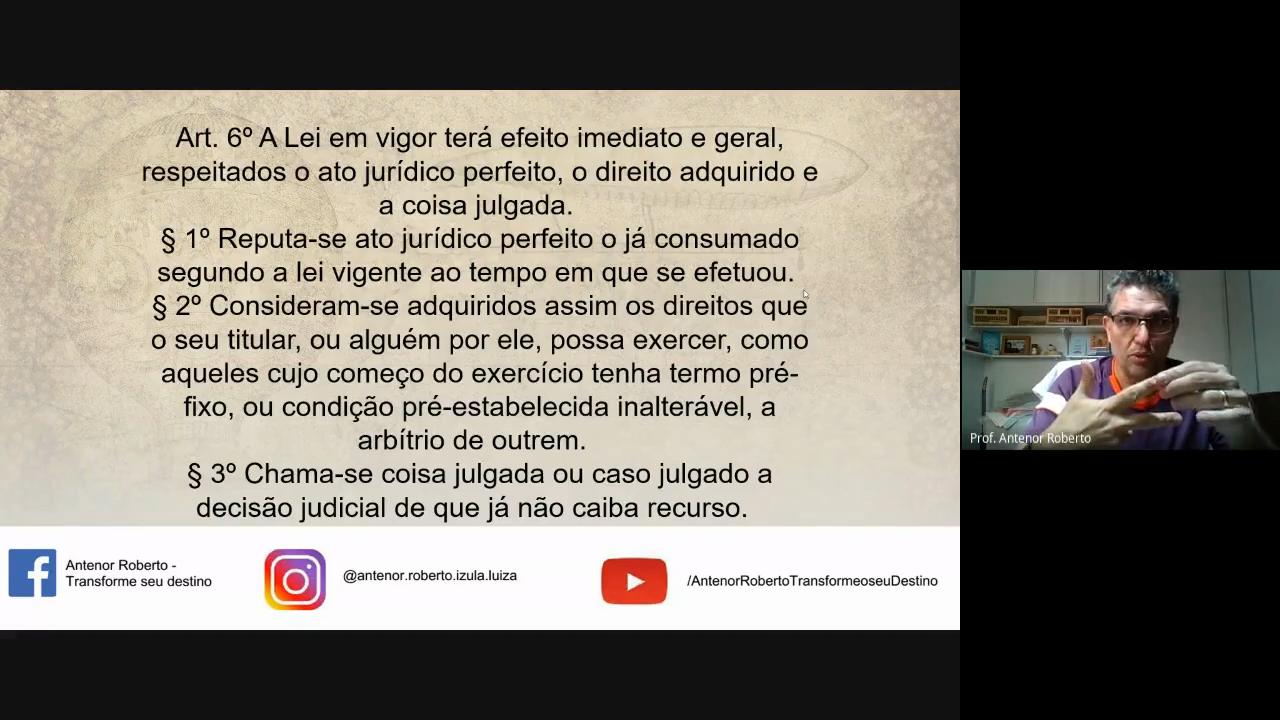 Art. 6º A Lei em vigor terá efeito imediato e geral,
respeitados o ato jurídico perfeito, o direito adquirido e
a coisa julgada.
§ 1º Reputa-se ato jurídico perfeito o já consumado
segundo a lei vigente ao tempo em que se efetuou.
§ 2º Consideram-se adquiridos assim os direitos que
o seu titular, ou alguém por ele, possa exercer, como
aqueles cujo começo do exercício tenha termo pré-
fixo, ou condição pré-estabelecida inalterável, a
arbítrio de outrem.
§ 3º Chama-se coisa julgada ou caso julgado a
decisão judicial de que já não caiba recurso.
Antenor Roberto -
Transforme seu destino
@antenor.roberto.izula.luiza
/AntenorRobertoTransformeoseuDestino
Prof. Antenor Roberto